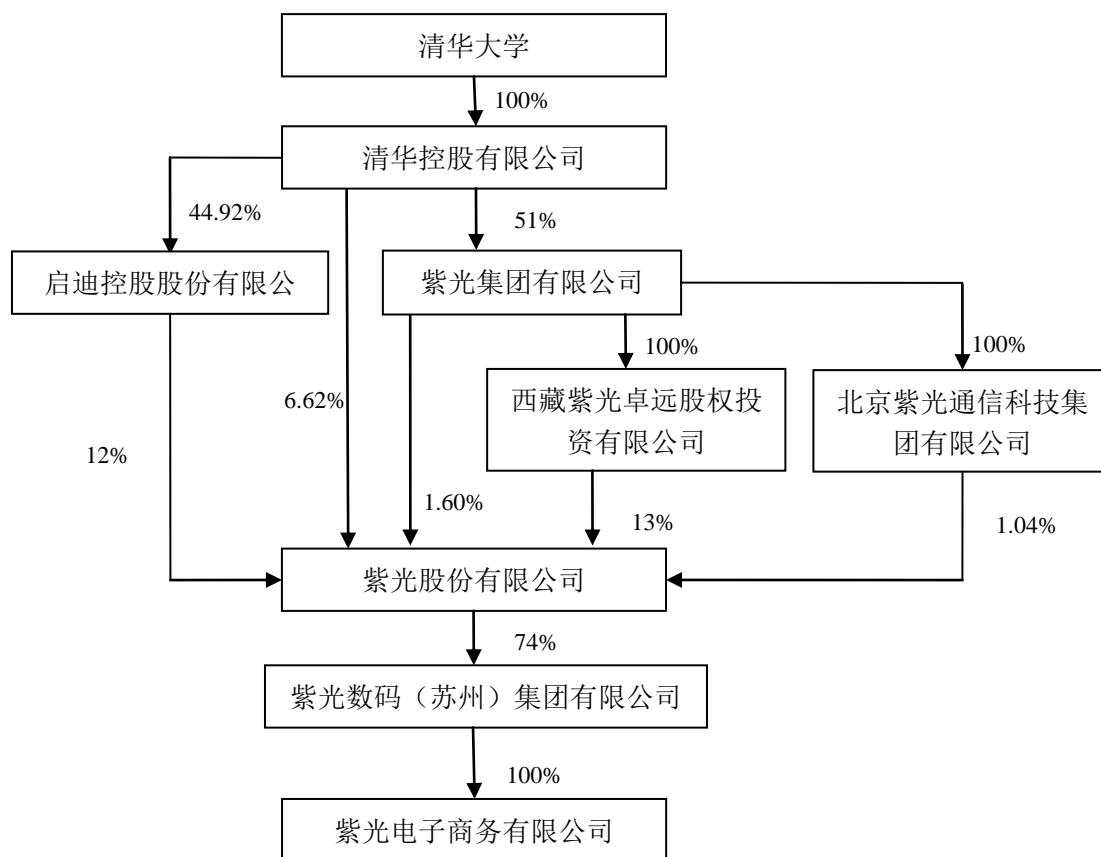 清华大学
100%
清华控股有限公司
44.92%
51%
启迪控股股份有限公
紫光集团有限公司
100%
100%
6.62%
西藏紫光卓远股权投
资有限公司
北京紫光通信科技集
团有限公司
12%
1.60%
13%
1.04%
紫光股份有限公司
74%
紫光数码（苏州）集团有限公司
100%
紫光电子商务有限公司